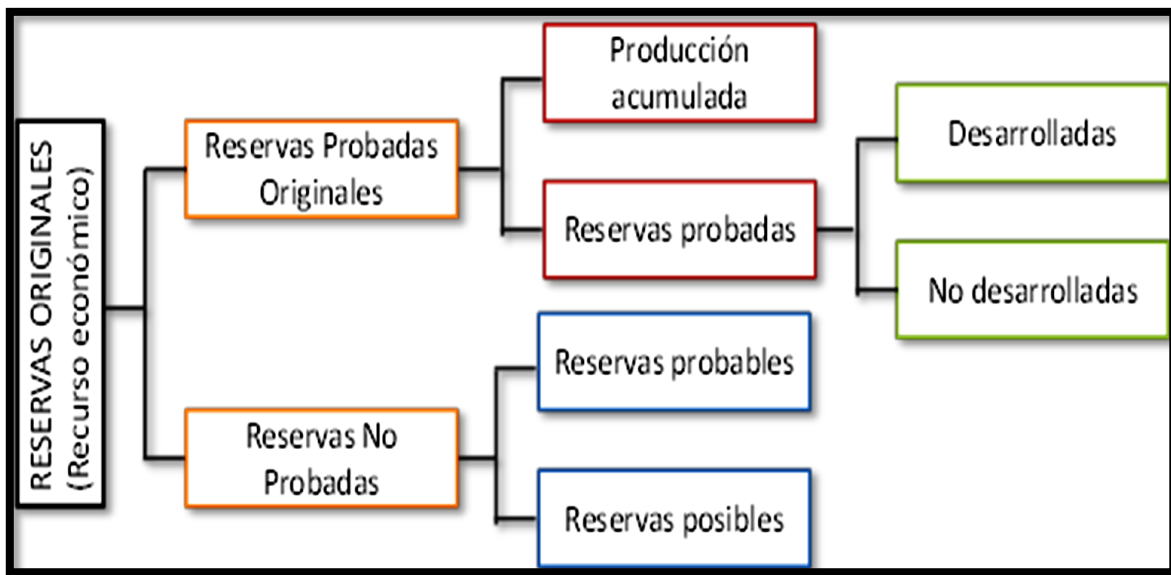 RESERVAS ORIGINALES
(Recurso económico)
Reservas Probadas
Originales
Producción
acumulada
Reservas probadas
Desarrolladas
No desarrolladas
Reservas No
Probadas
Reservas probables
Reservas posibles